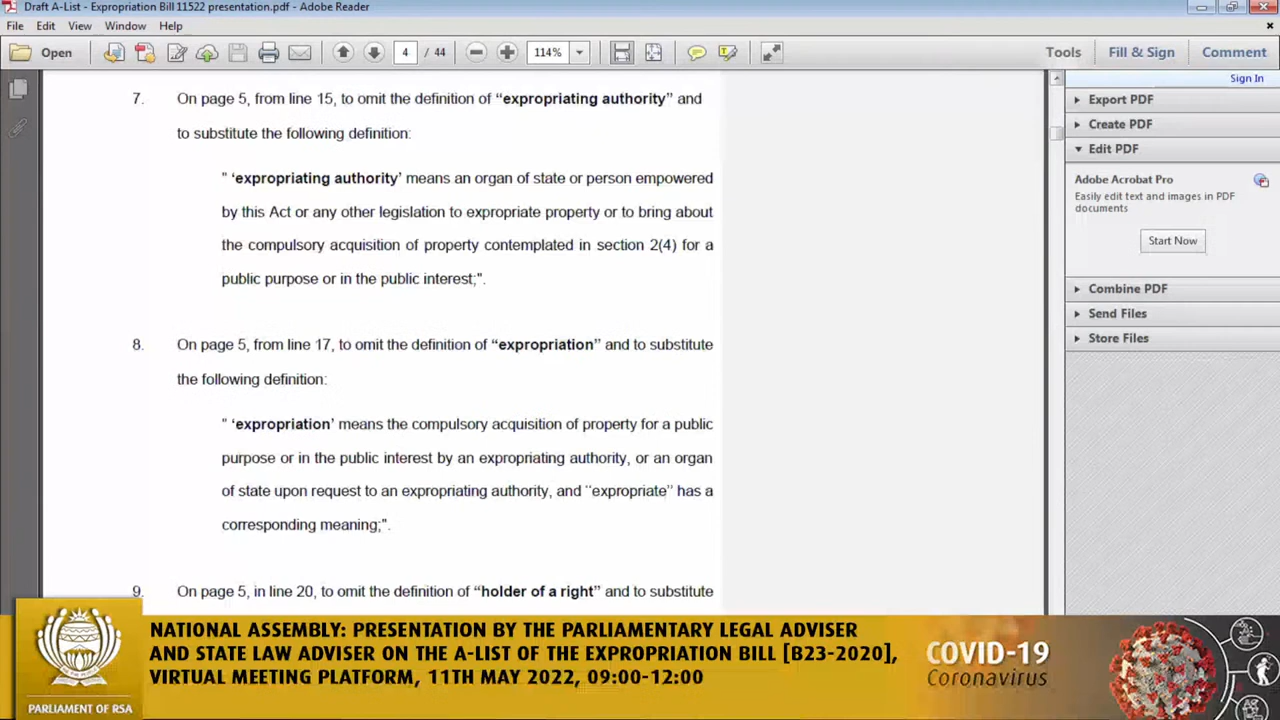 Draft A-List - Expropriation Bill 11522 presentation.pdf - Adobe Reader
File Edit View Window Help
Open 4 / 44 114% Tools Fill & Sign Comment
Sign In
Export PDF
Create PDF
Edit PDF
Adobe Acrobat Pro
Easily edit text and images in PDF
documents
Start Now
Combine PDF
Send Files
Store Files
7. On page 5, from line 15, to omit the definition of “expropriating authority” and
to substitute the following definition:
" ‘expropriating authority’ means an organ of state or person empowered
by this Act or any other legislation to expropriate property or to bring about
the compulsory acquisition of property contemplated in section 2(4) for a
public purpose or in the public interest;".
8. On page 5, from line 17, to omit the definition of “expropriation” and to substitute
the following definition:
" ‘expropriation’ means the compulsory acquisition of property for a public
purpose or in the public interest by an expropriating authority, or an organ
of state upon request to an expropriating authority, and “expropriate” has a
corresponding meaning;".
9. On page 5, in line 20, to omit the definition of “holder of a right” and to substitute
NATIONAL ASSEMBLY: PRESENTATION BY THE PARLIAMENTARY LEGAL ADVISER
AND STATE LAW ADVISER ON THE A-LIST OF THE EXPROPRIATION BILL [B23-2020],
VIRTUAL MEETING PLATFORM, 11TH MAY 2022, 09:00-12:00
PARLIAMENT OF RSA
COVID-19
Coronavirus